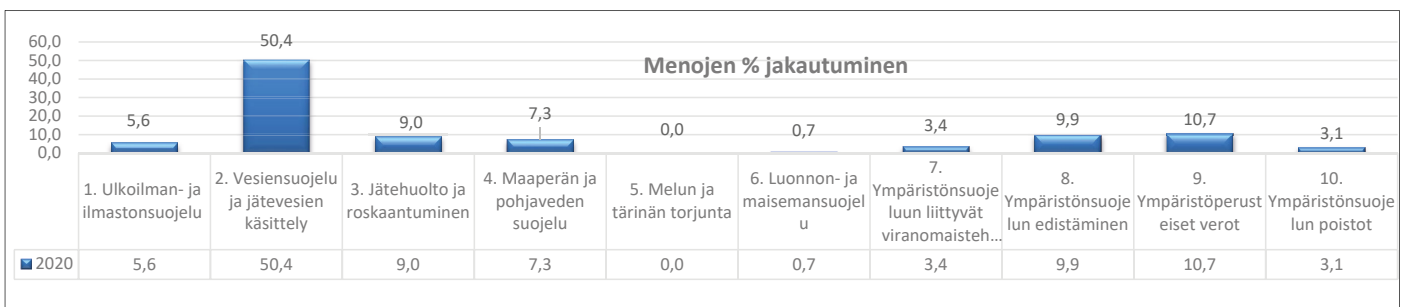 Menojen % jakautuminen
60,0
50,0
40,0
30,0
20,0
10,0
0,0
5,6
50,4
9,0
7,3
0,0
0,7
3,4
9,9
10,7
3,1
1. Ulkoilman- ja
ilmastonsuojelu
2. Vesiensuojelu
ja jätevesien
käsittely
3. Jätehuolto ja
roskaantuminen
4. Maaperän ja
pohjaveden
suojelu
5. Melun ja
tärinän torjunta
6. Luonnon- ja
maisemansuojel
u
7.
Ympäristönsuoje
luun liittyvät
viranomaisteh...
8.
Ympäristönsuoje
lun edistäminen
9.
Ympäristöperust
eiset verot
10.
Ympäristönsuoje
lun poistot
2020 5,6 50,4 9,0 7,3 0,0 0,7 3,4 9,9 10,7 3,1